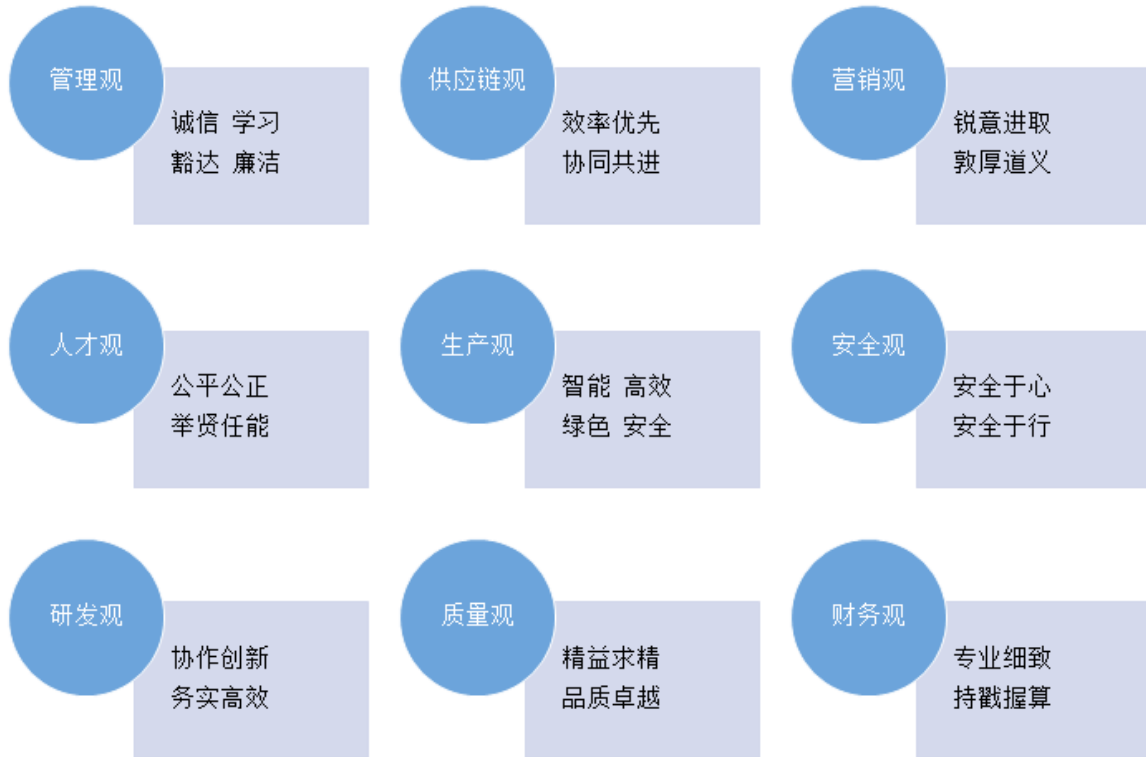 管理观
诚信 学习
豁达 廉洁
供应链观
效率优先
协同共进
营销观
锐意进取
敦厚道义
人才观
公平公正
举贤任能
生产观
智能 高效
绿色 安全
安全观
安全于心
安全于行
研发观
协作创新
务实高效
质量观
精益求精
品质卓越
财务观
专业细致
持戳握算